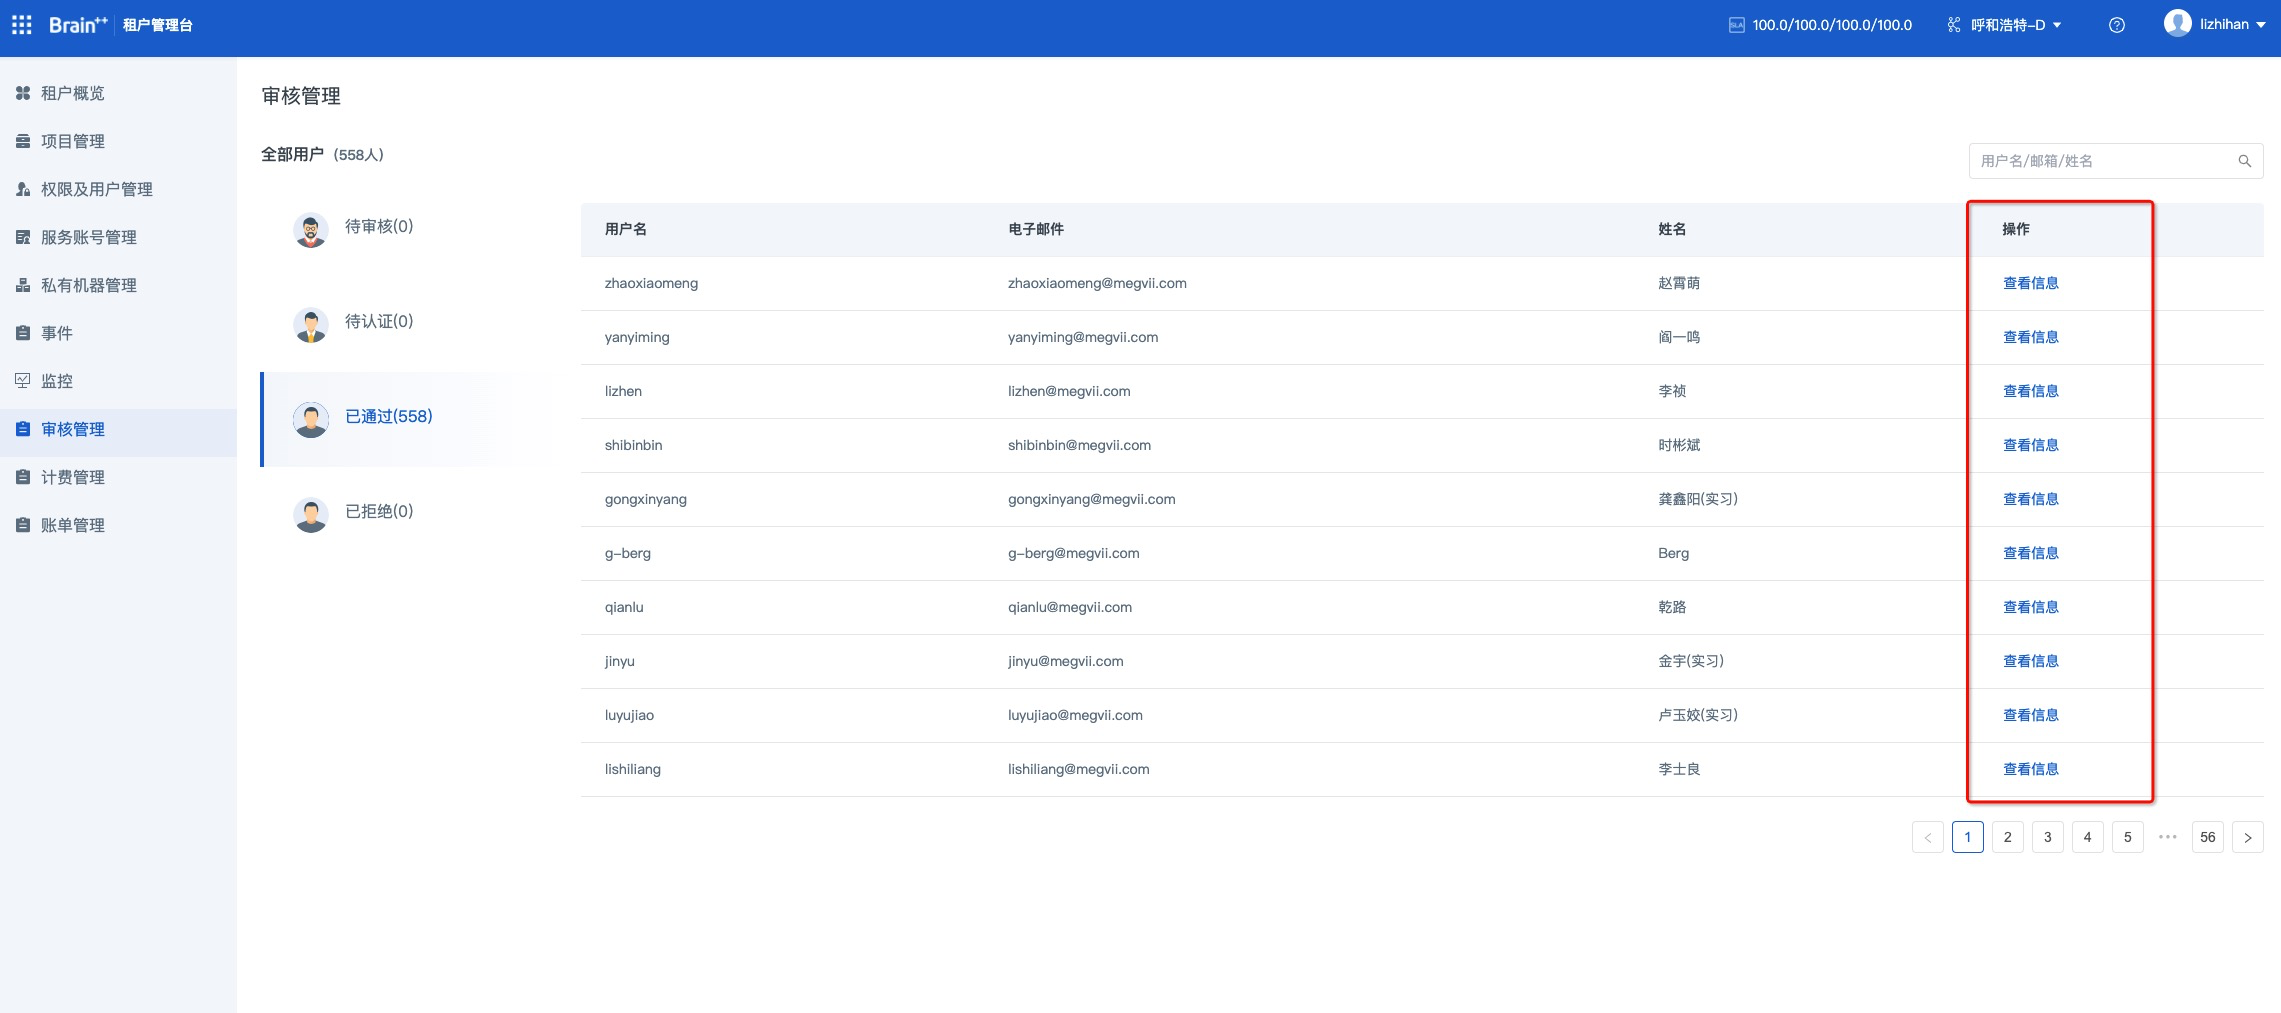 Brain++ 租户管理台
SLA 100.0/100.0/100.0/100.0 呼和浩特-D lizhihan
租户概览
项目管理
权限及用户管理
服务账号管理
私有机器管理
事件
监控
审核管理
计费管理
账单管理
审核管理
全部用户 (558人)
用户名/邮箱/姓名
待审核(0)
待认证(0)
已通过(558)
已拒绝(0)
用户名 电子邮件 姓名 操作
zhaoxiaomeng zhaoxiaomeng@megvii.com 赵霄萌 查看信息
yanyiming yanyiming@megvii.com 阎一鸣 查看信息
lizhen lizhen@megvii.com 李祯 查看信息
shibinbin shibinbin@megvii.com 时彬斌 查看信息
gongxinyang gongxinyang@megvii.com 龚鑫阳(实习) 查看信息
g-berg g-berg@megvii.com Berg 查看信息
qianlu qianlu@megvii.com 乾路 查看信息
jinyu jinyu@megvii.com 金宇(实习) 查看信息
luyujiao luyujiao@megvii.com 卢玉姣(实习) 查看信息
lishiliang lishiliang@megvii.com 李士良 查看信息
< 1 2 3 4 5 ••• 56 >